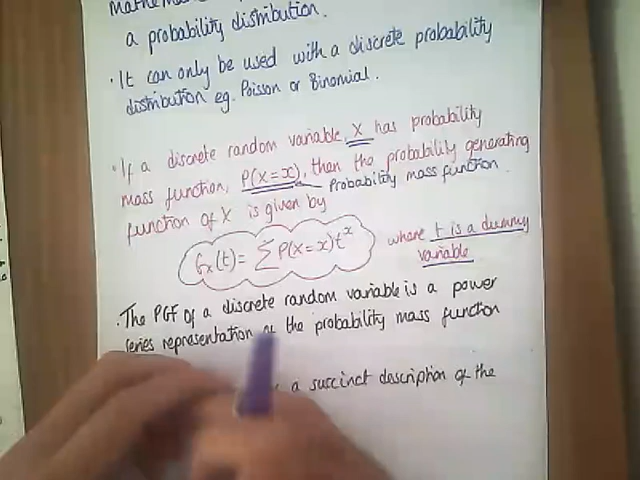 Mathem
a probability distribution.
· It can only be used with a discrete probability
distribution eg. Poisson or Binomial.
· If a discrete random variable, X has probability
mass function, P(X=x), then the probability generating
Probability mass function.
function of X is given by
Gx(t) = ∑ P(X=x)t^x where t is a dummy
variable
· The PGF of a discrete random variable is a power
series representation of the probability mass function
a succinct description of the